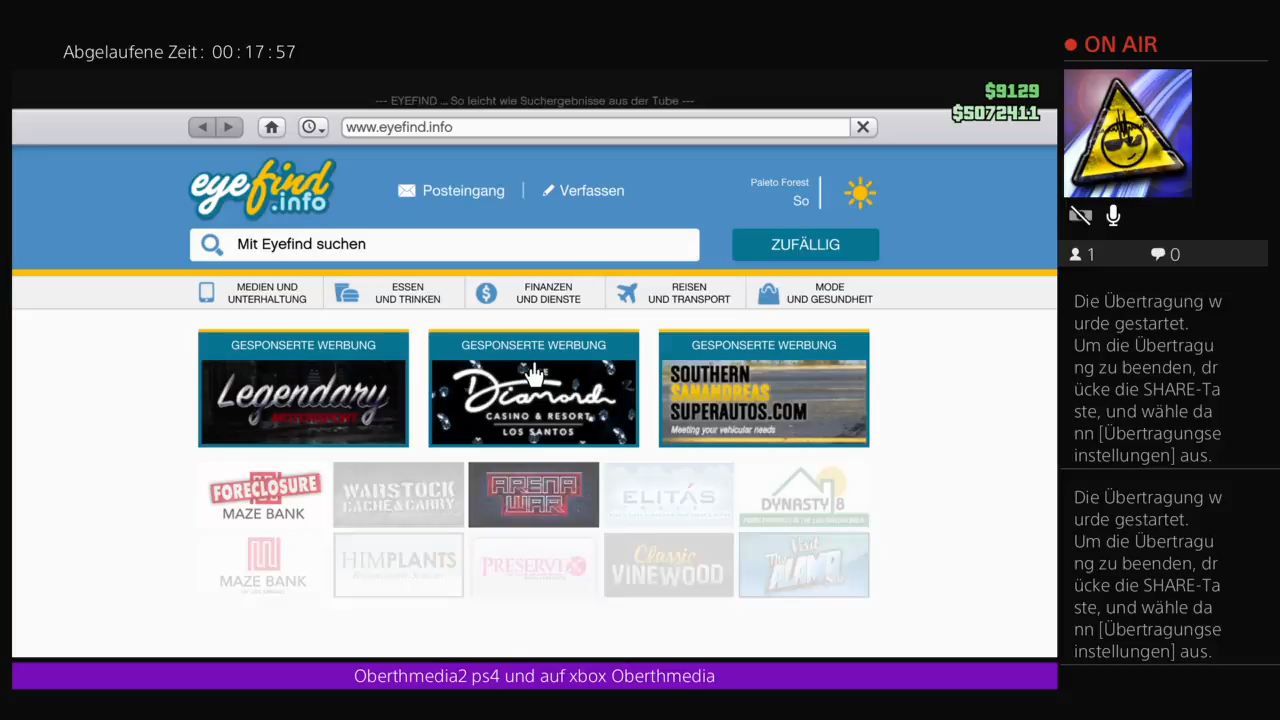 Abgelaufene Zeit: 00:17:57
ON AIR
--- EYEFIND ... So leicht wie Suchergebnisse aus der Tube ---
$9129
$5072411
www.eyefind.info
eyefind
.info
Posteingang
Verfassen
Paleto Forest
So
Mit Eyefind suchen
ZUFÄLLIG
MEDIEN UND
UNTERHALTUNG
ESSEN
UND TRINKEN
FINANZEN
UND DIENSTE
REISEN
UND TRANSPORT
MODE
UND GESUNDHEIT
GESPONSERTE WERBUNG
Legendary
MOTORSPORT
GESPONSERTE WERBUNG
THE
Diamond
CASINO & RESORT
LOS SANTOS
GESPONSERTE WERBUNG
SOUTHERN
SANANDREAS
SUPERAUTOS.COM
Meeting your vehicular needs
FORECLOSURE
MAZE BANK
WARSTOCK
CACHE & CARRY
ARENA
WAR
ELITÁS
DYNASTY 8
MAZE BANK
HIMPLANTS
PRESERVEX
Classic
VINEWOOD
Visit
The
ALAMO
1
0
Die Übertragung w
urde gestartet.
Um die Übertragu
ng zu beenden, dr
ücke die SHARE-Ta
ste, und wähle da
nn [Übertragungse
instellungen] aus.
Die Übertragung w
urde gestartet.
Um die Übertragu
ng zu beenden, dr
ücke die SHARE-Ta
ste, und wähle da
nn [Übertragungse
instellungen] aus.
Oberthmedia2 ps4 und auf xbox Oberthmedia